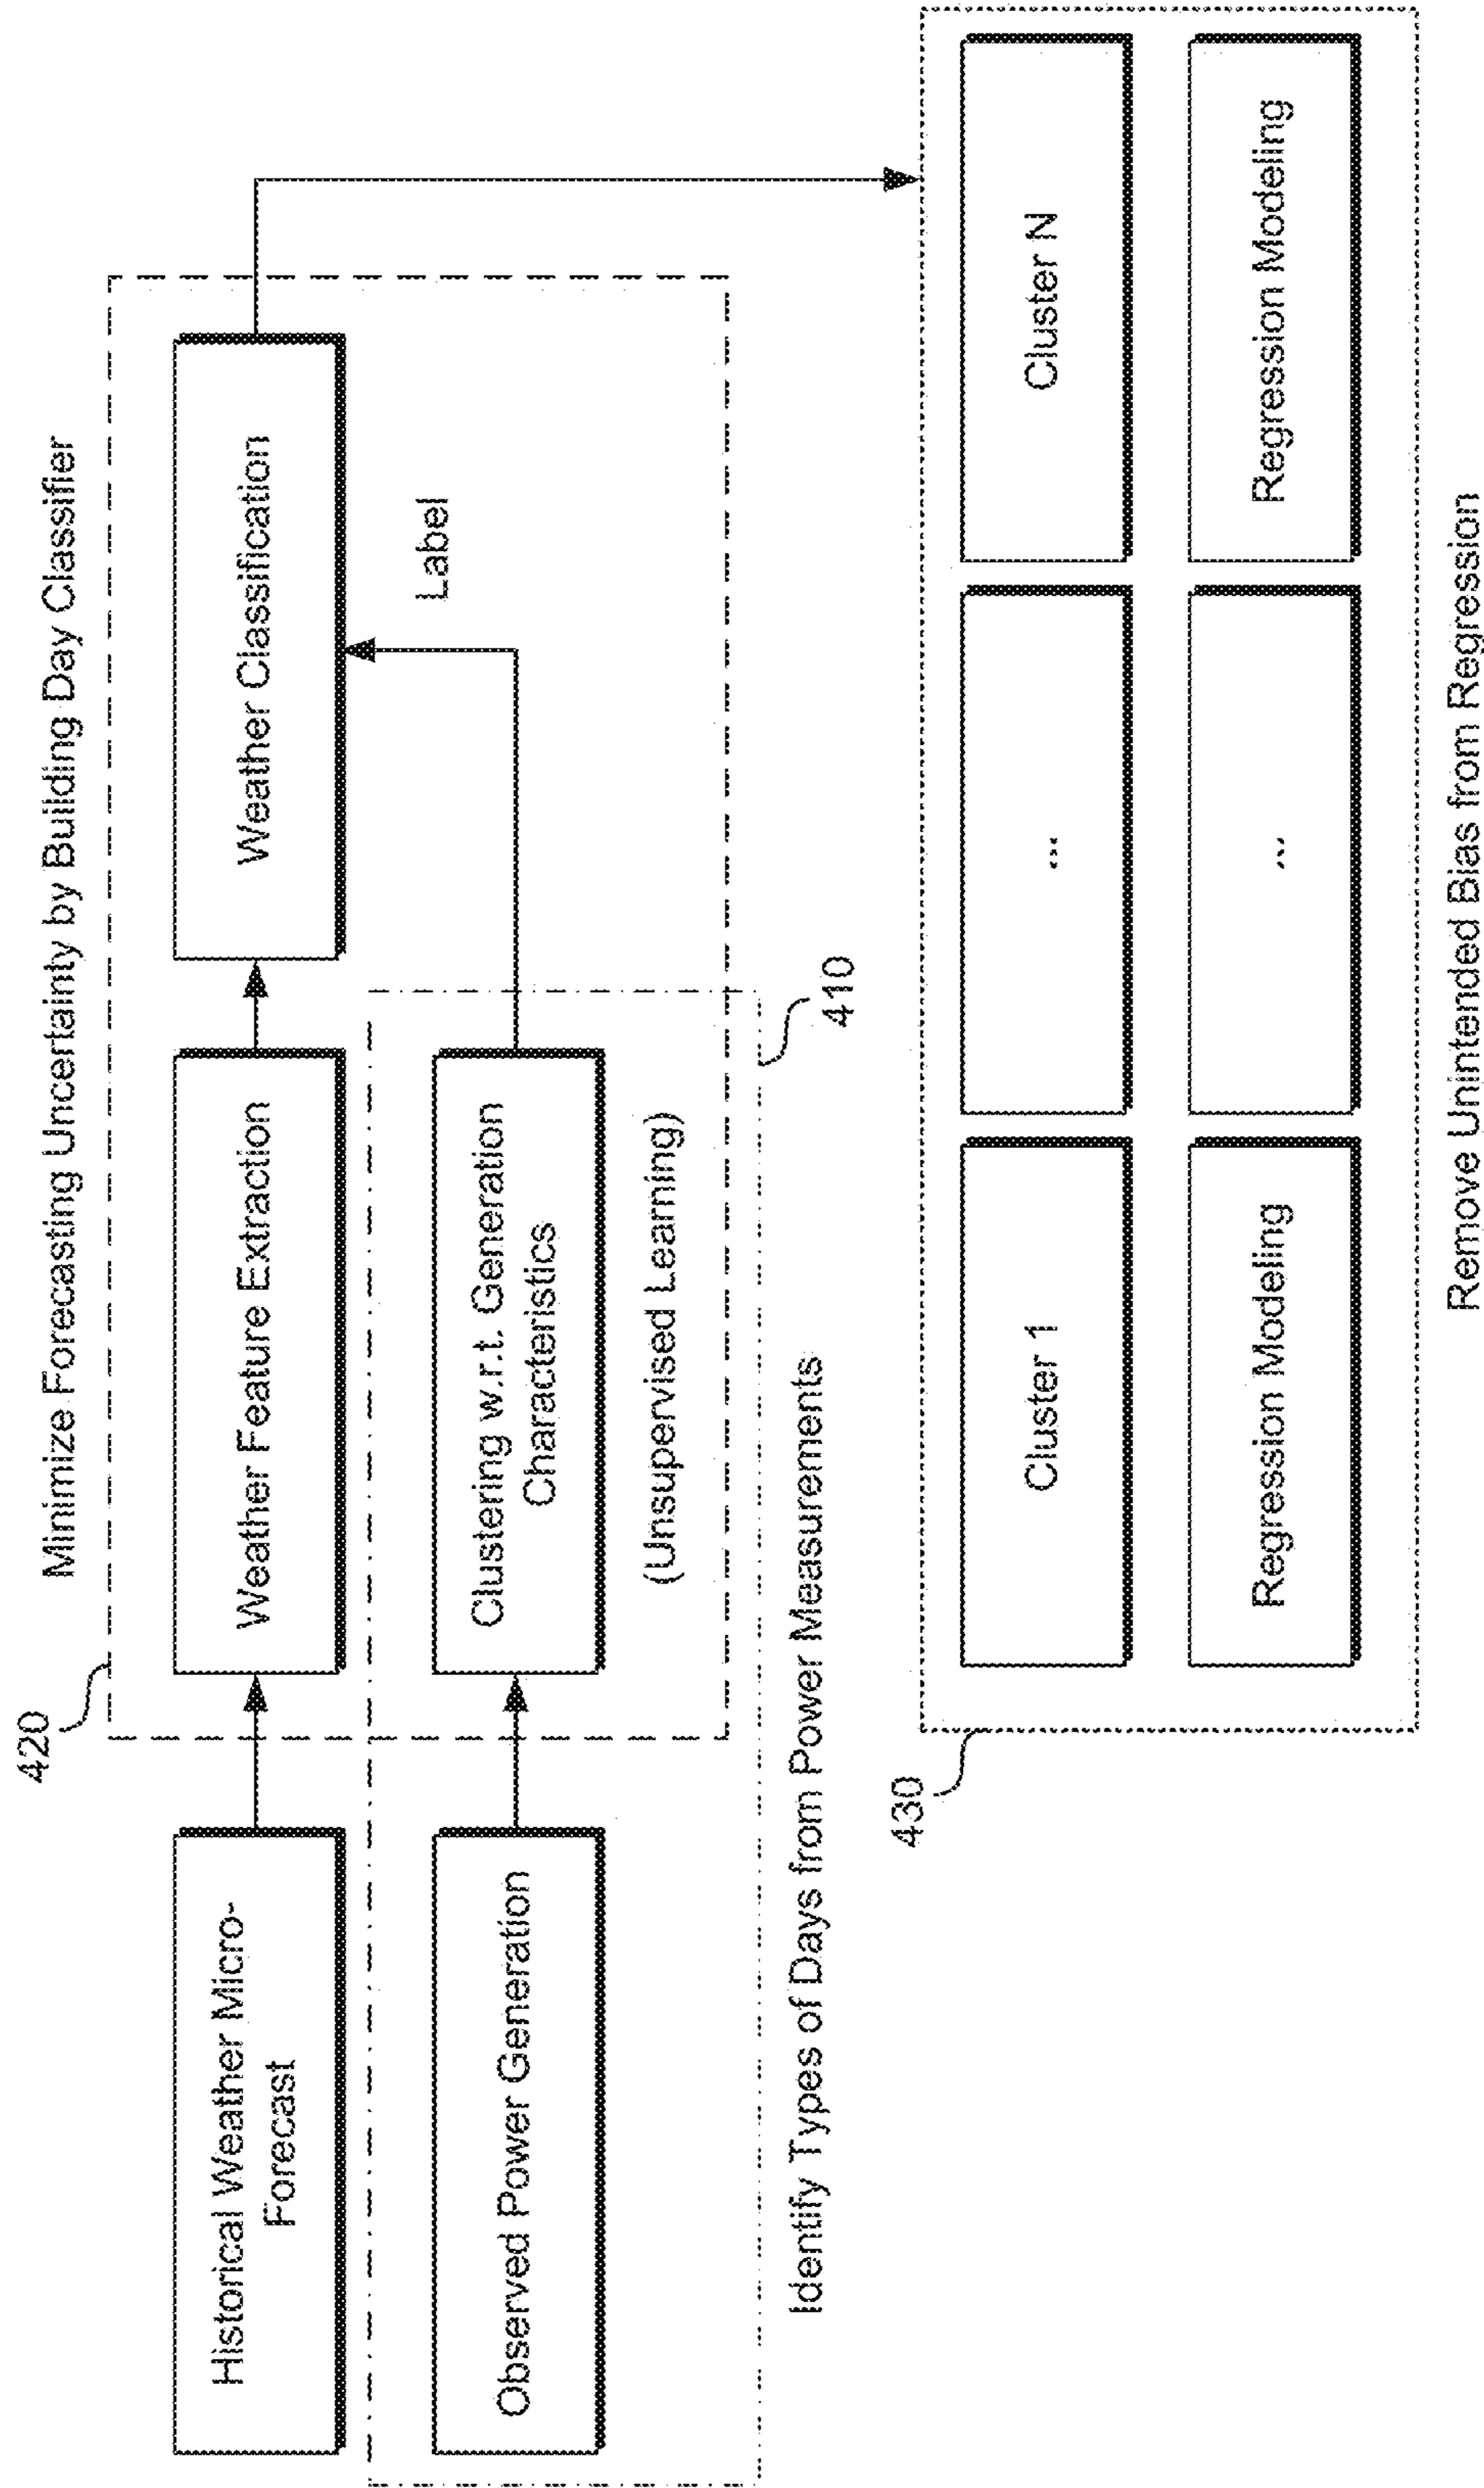 Minimize Forecasting Uncertainty by Building Day Classifier
420
Historical Weather Micro-
Forecast
Weather Feature Extraction
Weather Classification
Label
Observed Power Generation
Clustering w.r.t. Generation
Characteristics
(Unsupervised Learning)
410
Identify Types of Days from Power Measurements
430
Cluster 1
...
Cluster N
Regression Modeling
...
Regression Modeling
Remove Unintended Bias from Regression